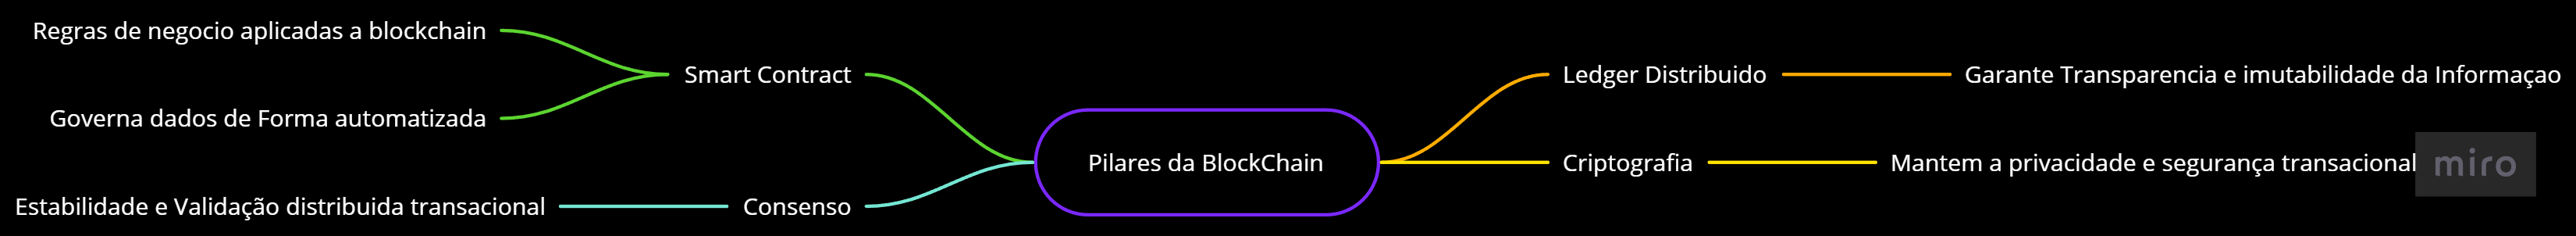 Regras de negocio aplicadas a blockchain
Smart Contract
Governa dados de Forma automatizada
Estabilidade e Validação distribuida transacional
Consenso
Pilares da BlockChain
Ledger Distribuido
Garante Transparencia e imutabilidade da Informaçao
Criptografia
Mantem a privacidade e segurança transacional
miro